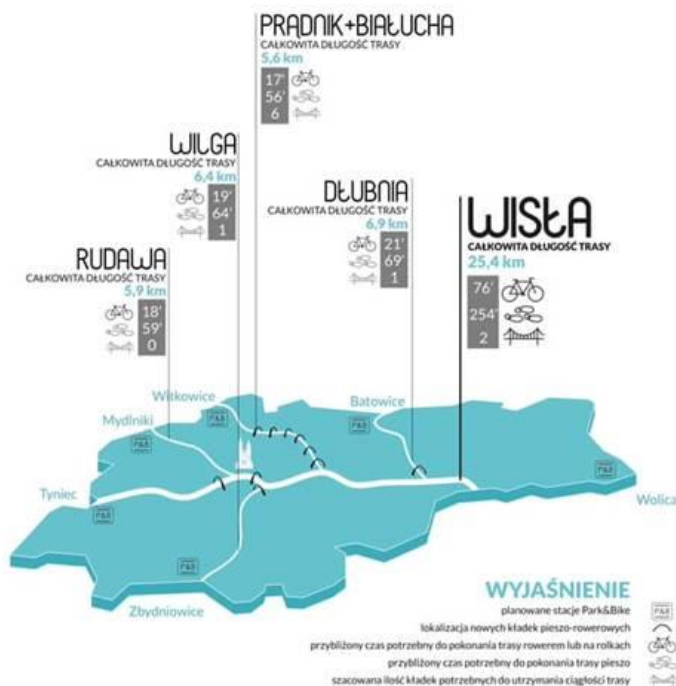 PRĄDNIK+BIAŁUCHA
CAŁKOWITA DŁUGOŚĆ TRASY
5,6 km
17'
56'
6
WILGA
CAŁKOWITA DŁUGOŚĆ TRASY
6,4 km
19'
64'
1
DŁUBNIA
CAŁKOWITA DŁUGOŚĆ TRASY
6,9 km
21'
69'
1
WISŁA
CAŁKOWITA DŁUGOŚĆ TRASY
25,4 km
76'
254'
2
RUDAWA
CAŁKOWITA DŁUGOŚĆ TRASY
5,9 km
18'
59'
0
Witkowice
P&B
Batowice
P&B
Mydlniki
P&B
Tyniec
P&B
P&B
Wolica
P&B
Zbydniowice
WYJAŚNIENIE
planowane stacje Park&Bike
P&B
lokalizacja nowych kładek pieszo-rowerowych
przybliżony czas potrzebny do pokonania trasy rowerem lub na rolkach
przybliżony czas potrzebny do pokonania trasy pieszo
szacowana ilość kładek potrzebnych do utrzymania ciągłości trasy